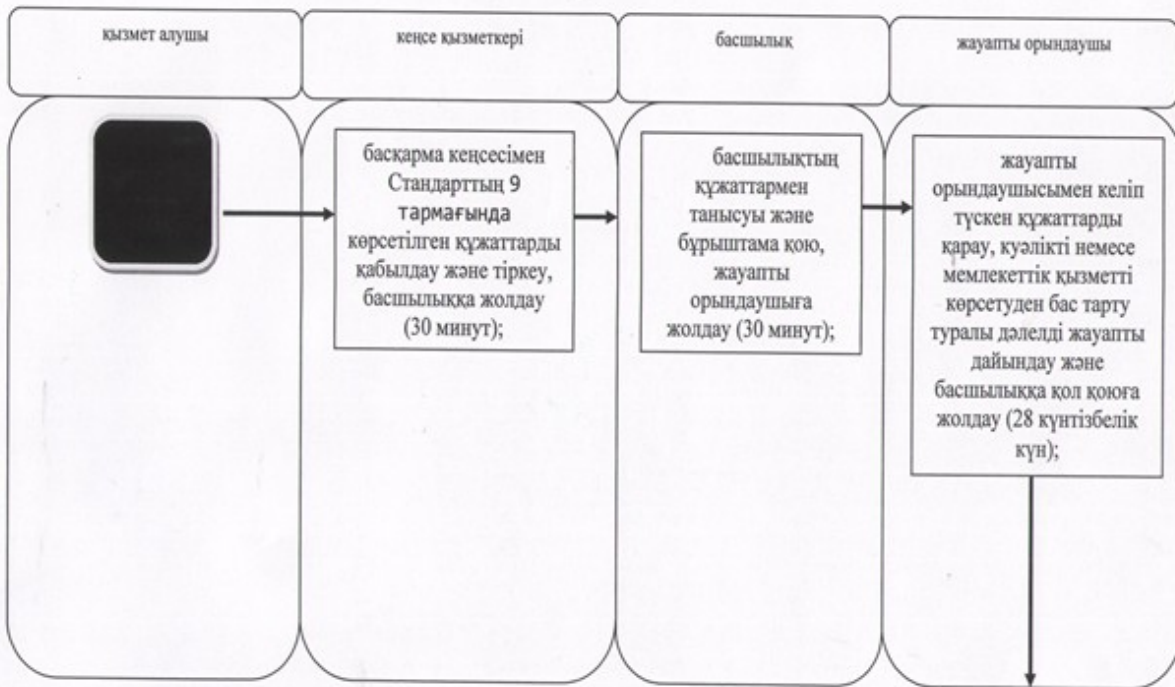 қызмет алушы
кеңсе қызметкері
басшылық
жауапты орындаушы
басқарма кеңсесімен
Стандарттың 9
тармағында
көрсетілген құжаттарды
қабылдау және тіркеу,
басшылыққа жолдау
(30 минут);
басшылықтың
құжаттармен
танысуы және
бұрыштама қою,
жауапты
орындаушыға
жолдау (30 минут);
жауапты
орындаушысымен келіп
түскен құжаттарды
қарау, куәлікті немесе
мемлекеттік қызметті
көрсетуден бас тарту
туралы дәлелді жауапты
дайындау және
басшылыққа қол қоюға
жолдау (28 күнтізбелік
күн);